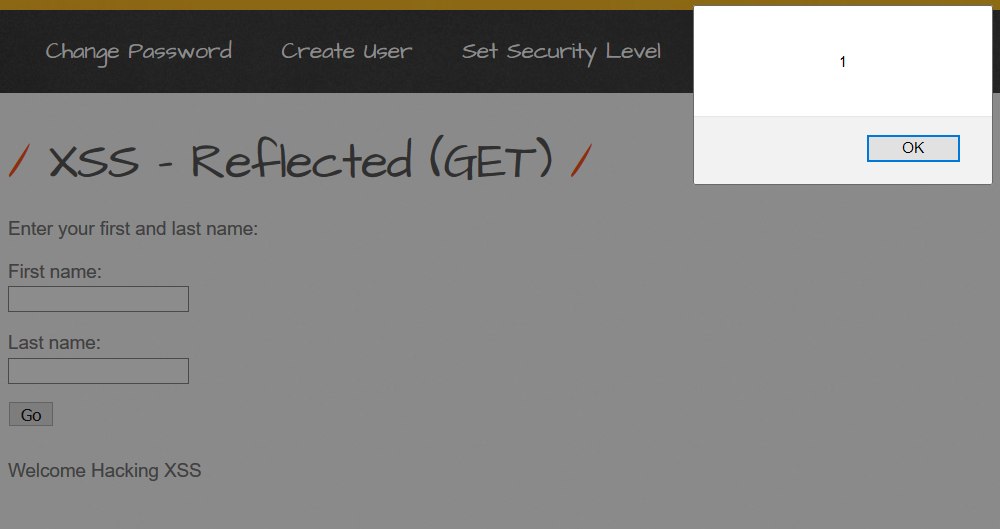 Change Password Create User Set Security Level
1
OK
/ XSS - Reflected (GET) /
Enter your first and last name:
First name:
Last name:
Go
Welcome Hacking XSS